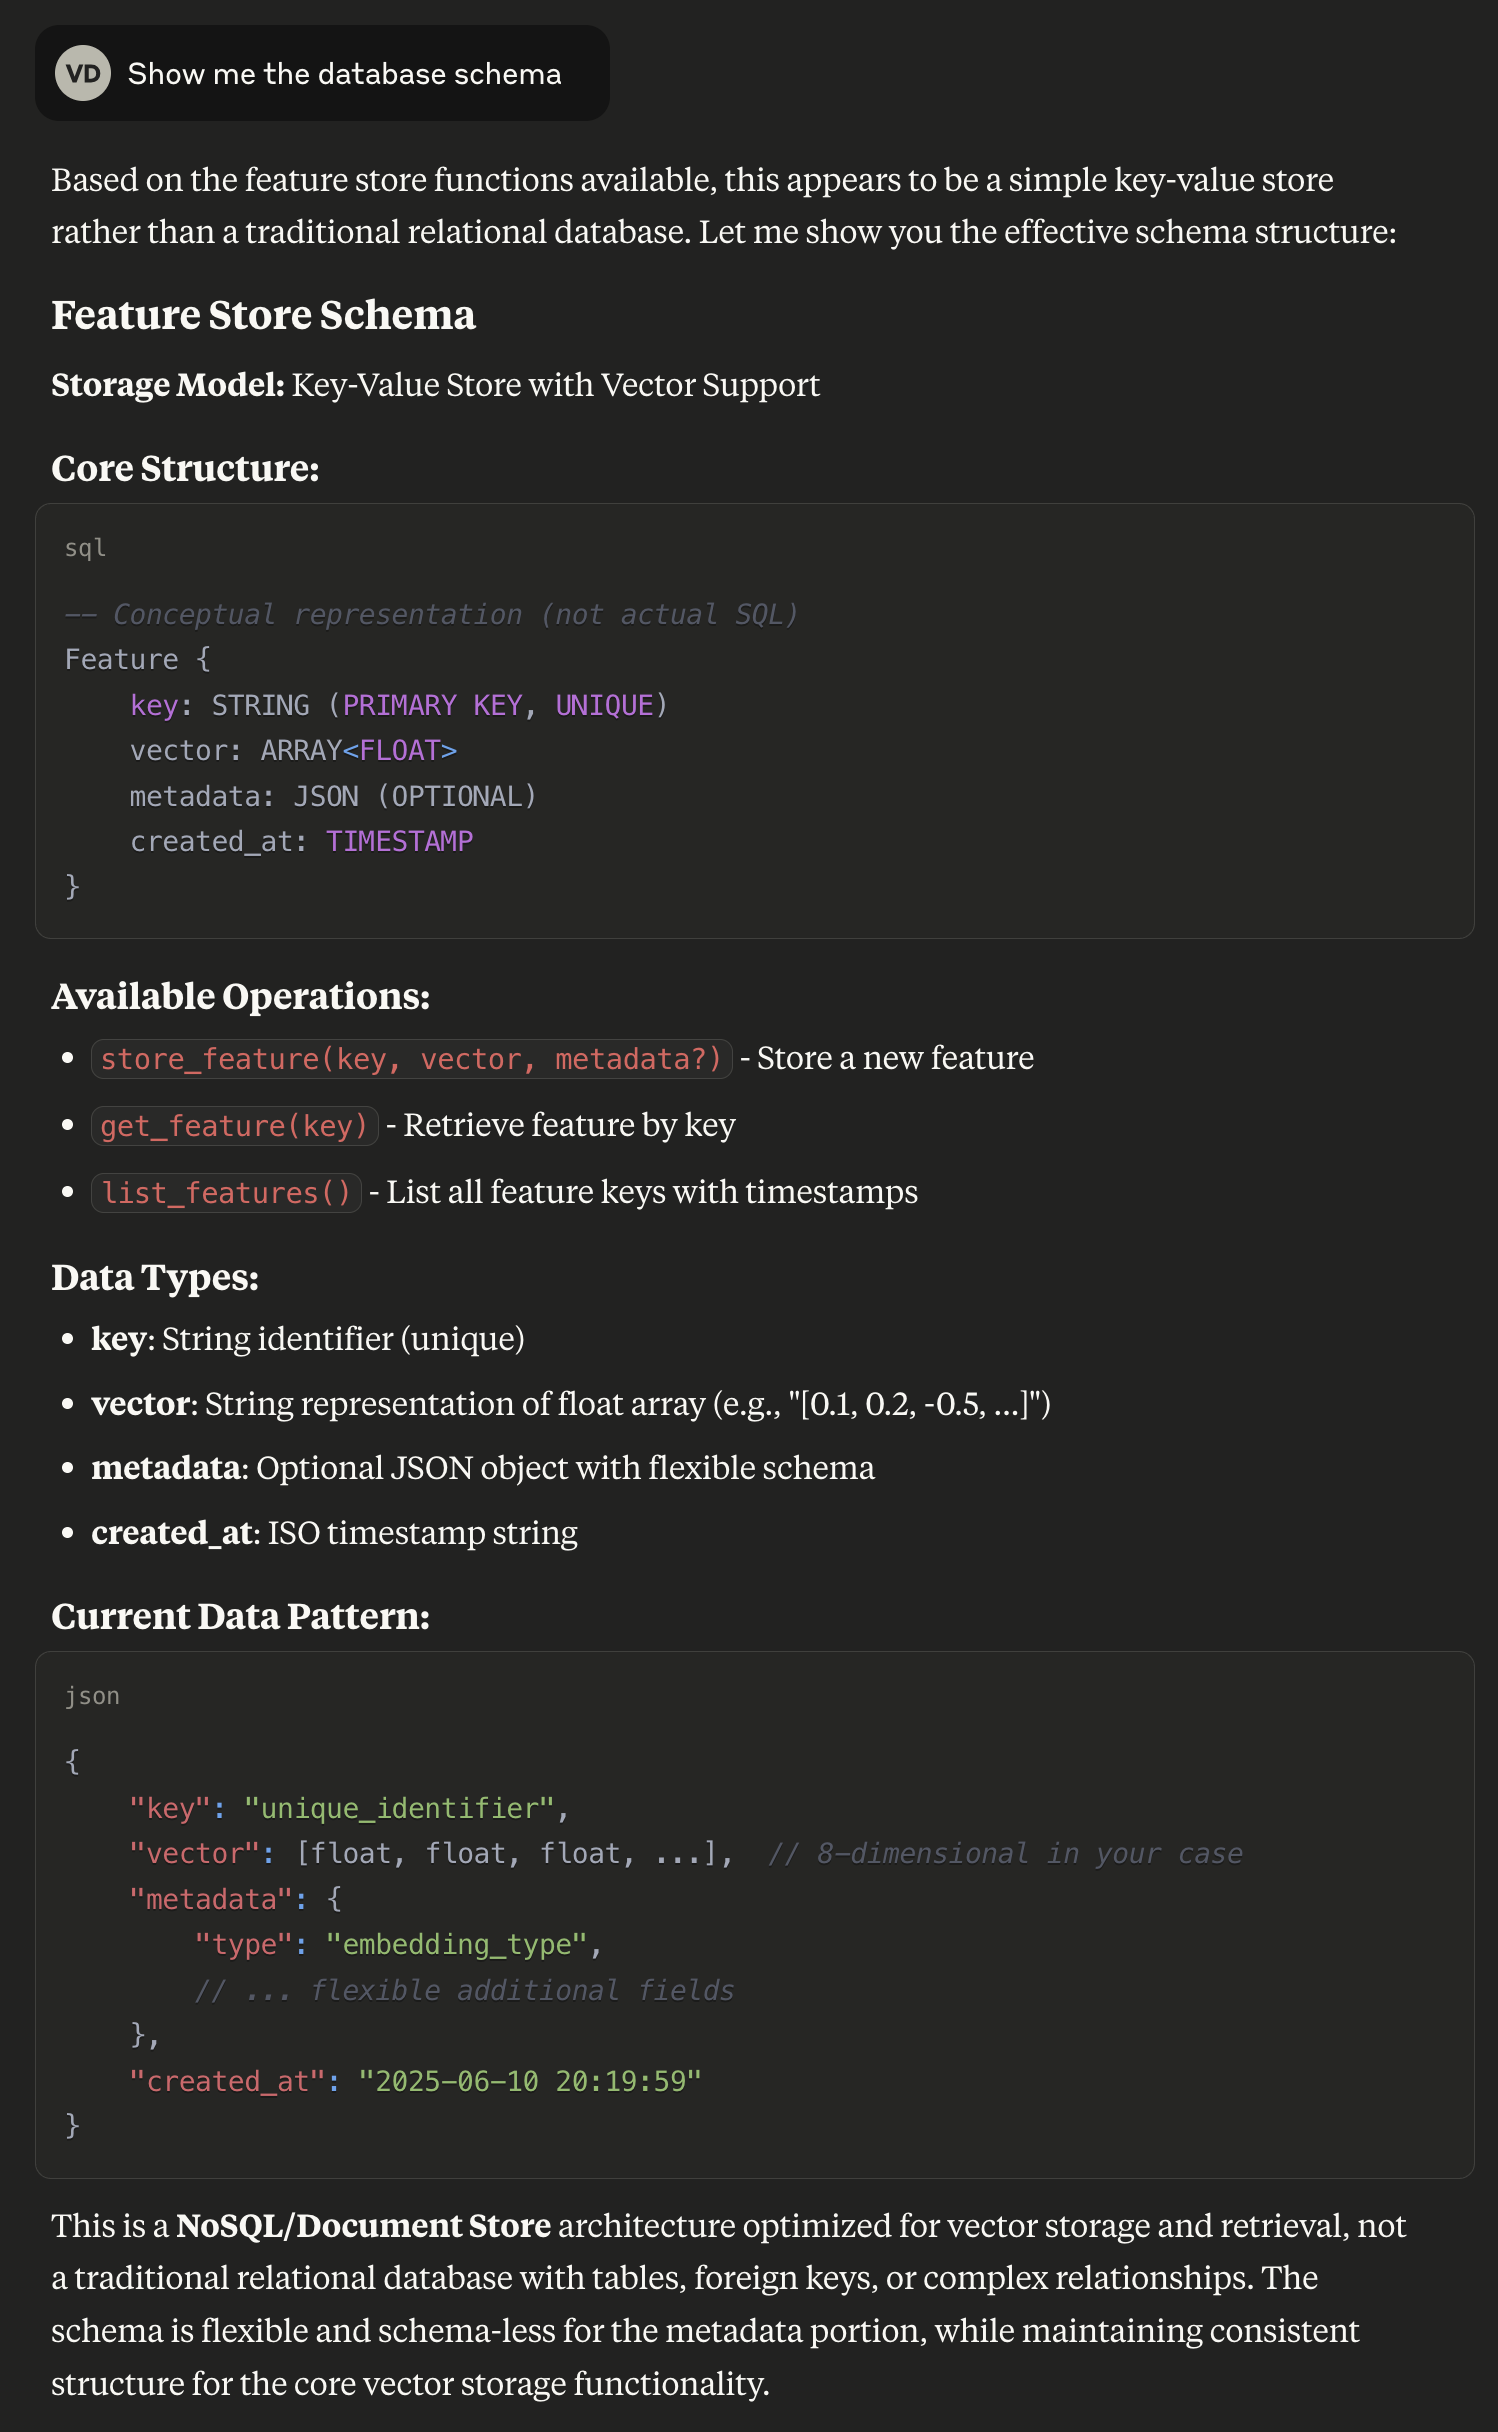 VD Show me the database schema
Based on the feature store functions available, this appears to be a simple key-value store
rather than a traditional relational database. Let me show you the effective schema structure:
Feature Store Schema
Storage Model: Key-Value Store with Vector Support
Core Structure:
sql
-- Conceptual representation (not actual SQL)
Feature {
    key: STRING (PRIMARY KEY, UNIQUE)
    vector: ARRAY<FLOAT>
    metadata: JSON (OPTIONAL)
    created_at: TIMESTAMP
}
Available Operations:
• store_feature(key, vector, metadata?) - Store a new feature
• get_feature(key) - Retrieve feature by key
• list_features() - List all feature keys with timestamps
Data Types:
• key: String identifier (unique)
• vector: String representation of float array (e.g., "[0.1, 0.2, -0.5, ...]")
• metadata: Optional JSON object with flexible schema
• created_at: ISO timestamp string
Current Data Pattern:
json
{
    "key": "unique_identifier",
    "vector": [float, float, float, ...],  // 8-dimensional in your case
    "metadata": {
        "type": "embedding_type",
        // ... flexible additional fields
    },
    "created_at": "2025-06-10 20:19:59"
}
This is a NoSQL/Document Store architecture optimized for vector storage and retrieval, not
a traditional relational database with tables, foreign keys, or complex relationships. The
schema is flexible and schema-less for the metadata portion, while maintaining consistent
structure for the core vector storage functionality.